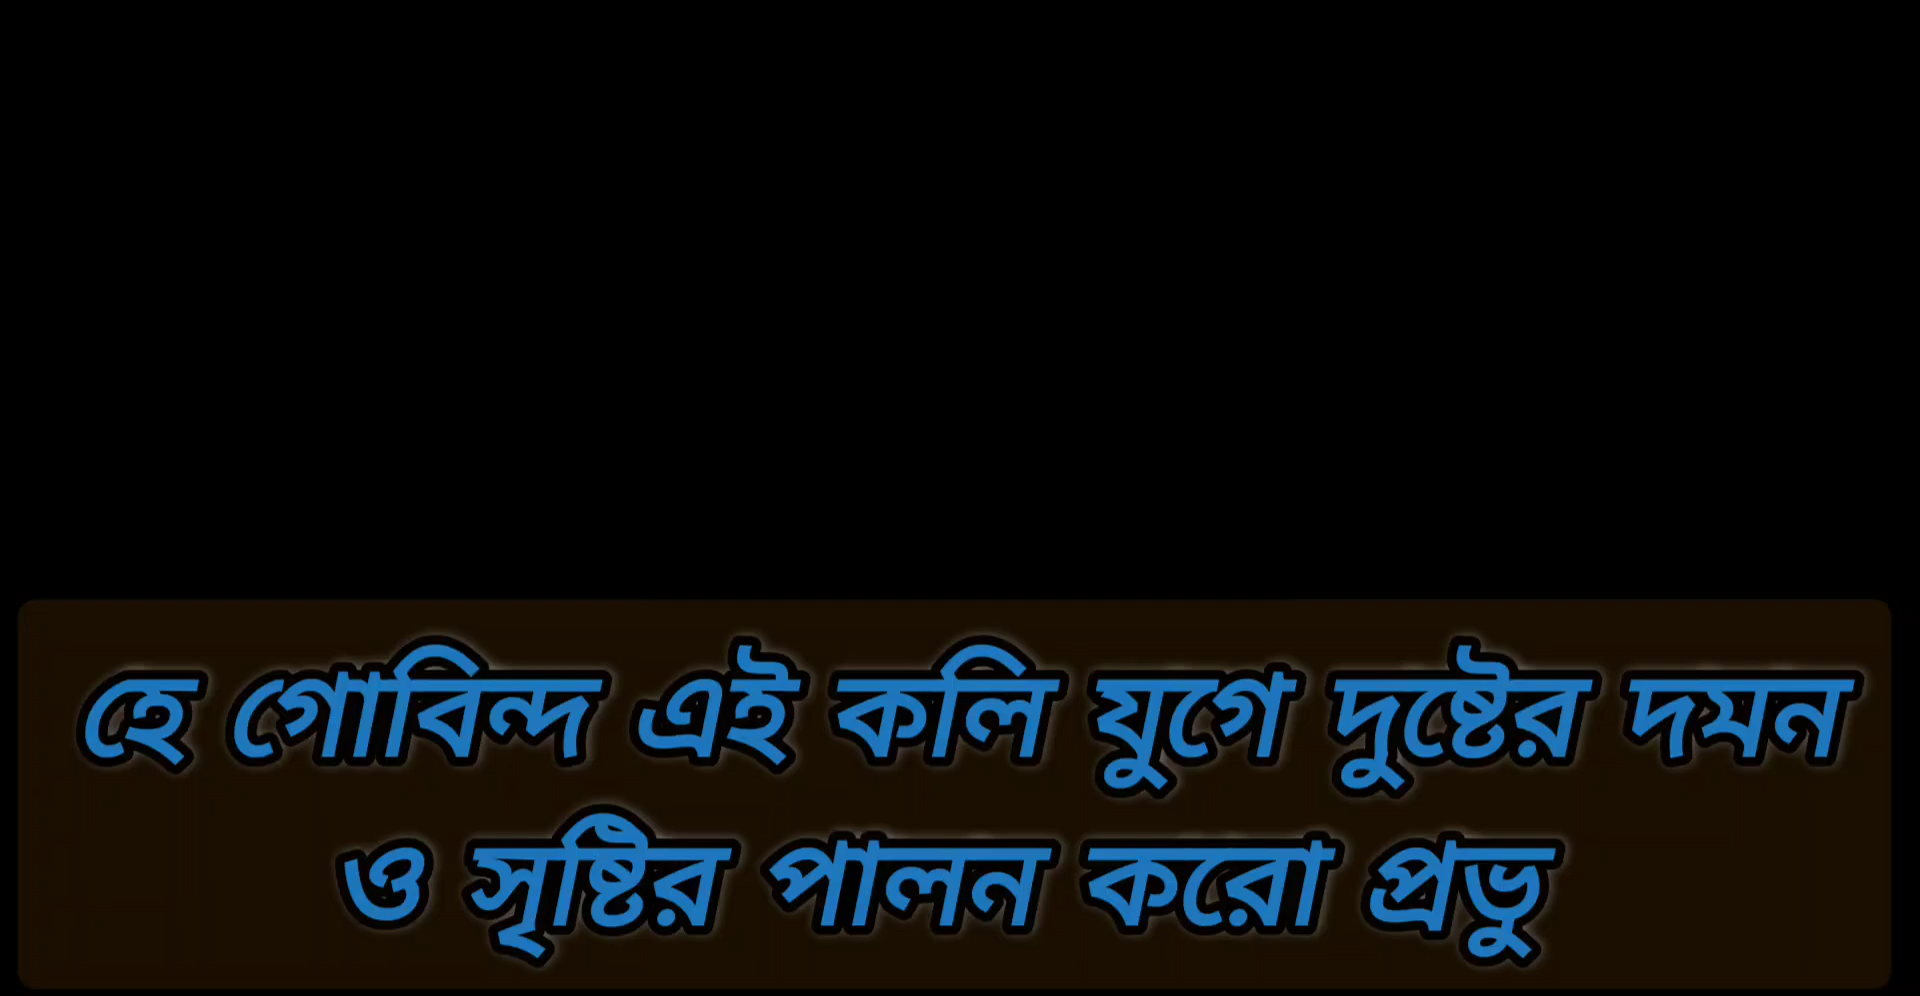 হে গোবিন্দ এই কলি যুগে দুষ্টের দমন
ও সৃষ্টির পালন করো প্রভু